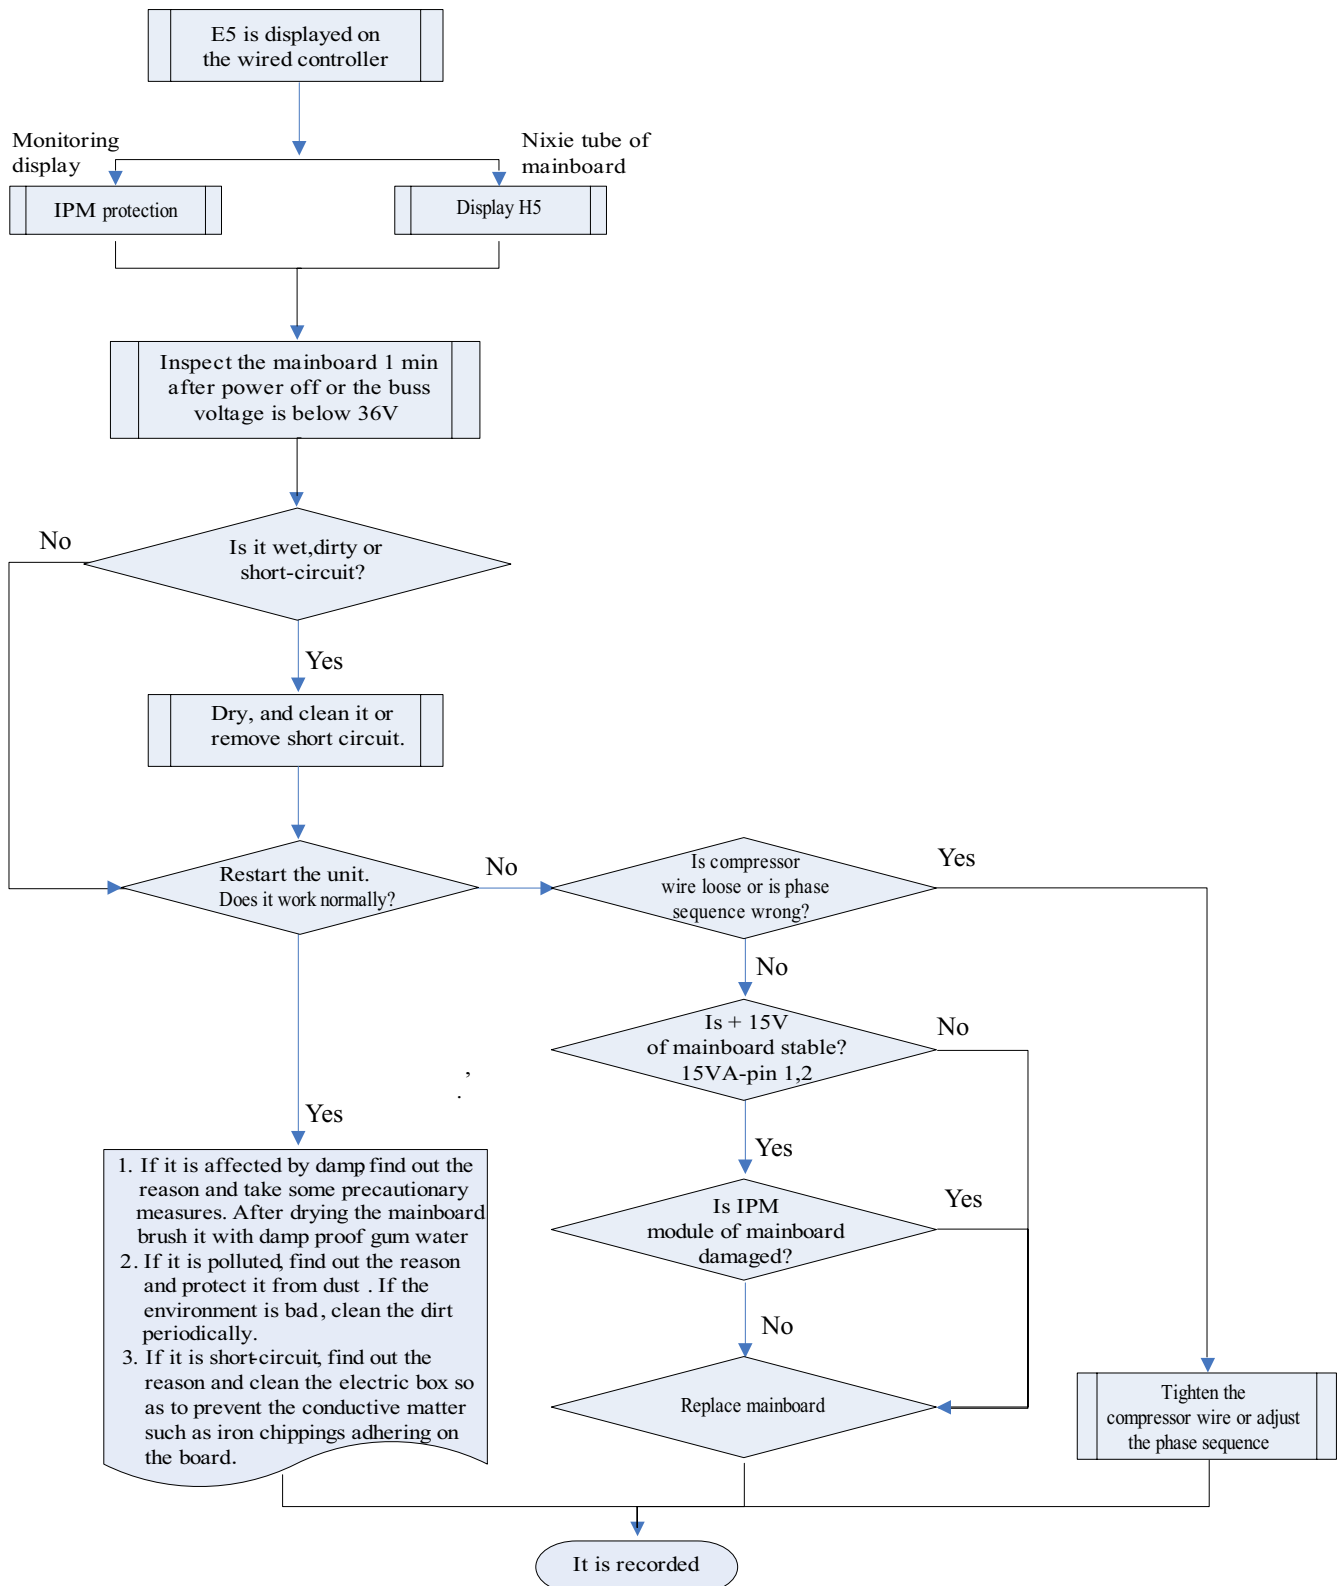 E5 is displayed on
the wired controller
Monitoring
display
Nixie tube of
mainboard
IPM protection
Display H5
Inspect the mainboard 1 min
after power off or the buss
voltage is below 36V
No
Is it wet,dirty or
short-circuit?
Yes
Dry, and clean it or
remove short circuit.
Restart the unit.
Does it work normally?
No
Is compressor
wire loose or is phase
sequence wrong?
Yes
No
Is + 15V
of mainboard stable?
15VA-pin 1,2
No
,
.
Yes
Yes
1. If it is affected by damp, find out the
reason and take some precautionary
measures. After drying the mainboard
brush it with damp proof gum water
2. If it is polluted, find out the reason
and protect it from dust . If the
environment is bad, clean the dirt
periodically.
3. If it is short-circuit, find out the
reason and clean the electric box so
as to prevent the conductive matter
such as iron chippings adhering on
the board.
Is IPM
module of mainboard
damaged?
Yes
No
Replace mainboard
Tighten the
compressor wire or adjust
the phase sequence
It is recorded